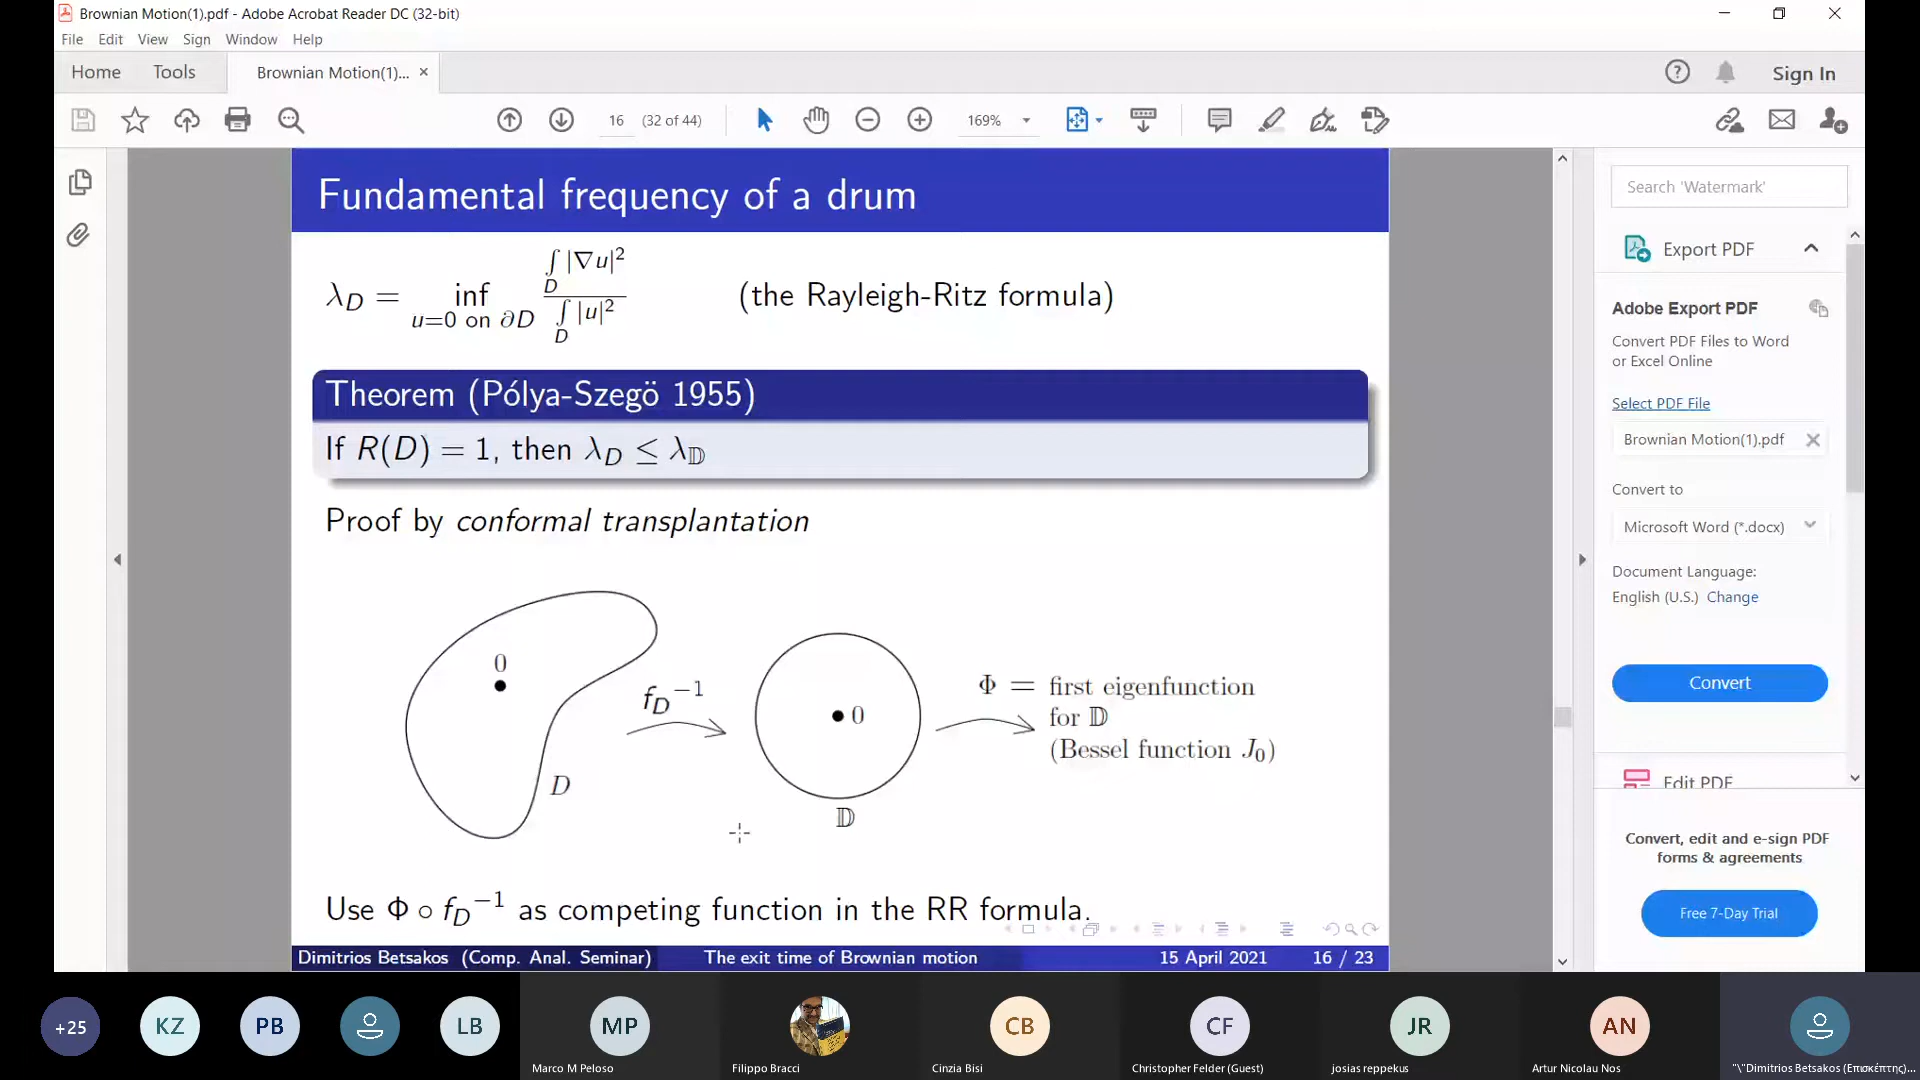 Brownian Motion(1).pdf - Adobe Acrobat Reader DC (32-bit)
File Edit View Sign Window Help
Home Tools Brownian Motion(1)... × Sign In
16 (32 of 44) 169%
Fundamental frequency of a drum
λ_D = inf_{u=0 on ∂D} ∫_D |∇u|² / ∫_D |u|² (the Rayleigh-Ritz formula)
Theorem (Pólya-Szegö 1955)
If R(D) = 1, then λ_D ≤ λ_𝔻
Proof by conformal transplantation
0
D
f_D⁻¹
0
𝔻
Φ = first eigenfunction
for 𝔻
(Bessel function J₀)
Use Φ ∘ f_D⁻¹ as competing function in the RR formula.
Dimitrios Betsakos (Comp. Anal. Seminar) The exit time of Brownian motion 15 April 2021 16 / 23
Search 'Watermark'
Export PDF
Adobe Export PDF
Convert PDF Files to Word
or Excel Online
Select PDF File
Brownian Motion(1).pdf
Convert to
Microsoft Word (*.docx)
Document Language:
English (U.S.) Change
Convert
Edit PDF
Convert, edit and e-sign PDF
forms & agreements
Free 7-Day Trial
+25 KZ PB LB MP CB CF JR AN
Marco M Peloso Filippo Bracci Cinzia Bisi Christopher Felder (Guest) josias reppekus Artur Nicolau Nos "\"Dimitrios Betsakos (Επισκέπτης)...